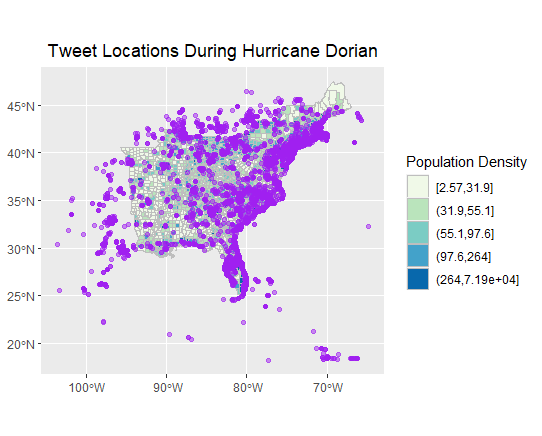 Tweet Locations During Hurricane Dorian
45°N
40°N
35°N
30°N
25°N
20°N
100°W
90°W
80°W
70°W
Population Density
[2.57,31.9]
(31.9,55.1]
(55.1,97.6]
(97.6,264]
(264,7.19e+04]